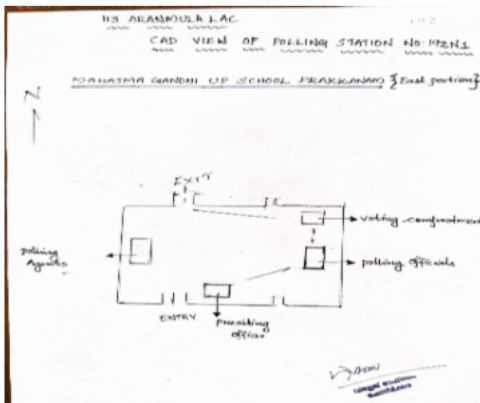 113 ARANMULA LAC
CAD VIEW OF POLLING STATION NO: 192N1
MAHATMA GANDHI UP SCHOOL PRAKKANAM {East portion}
N
EXIT
voting compartment
polling Agents
polling officials
ENTRY
presiding officer